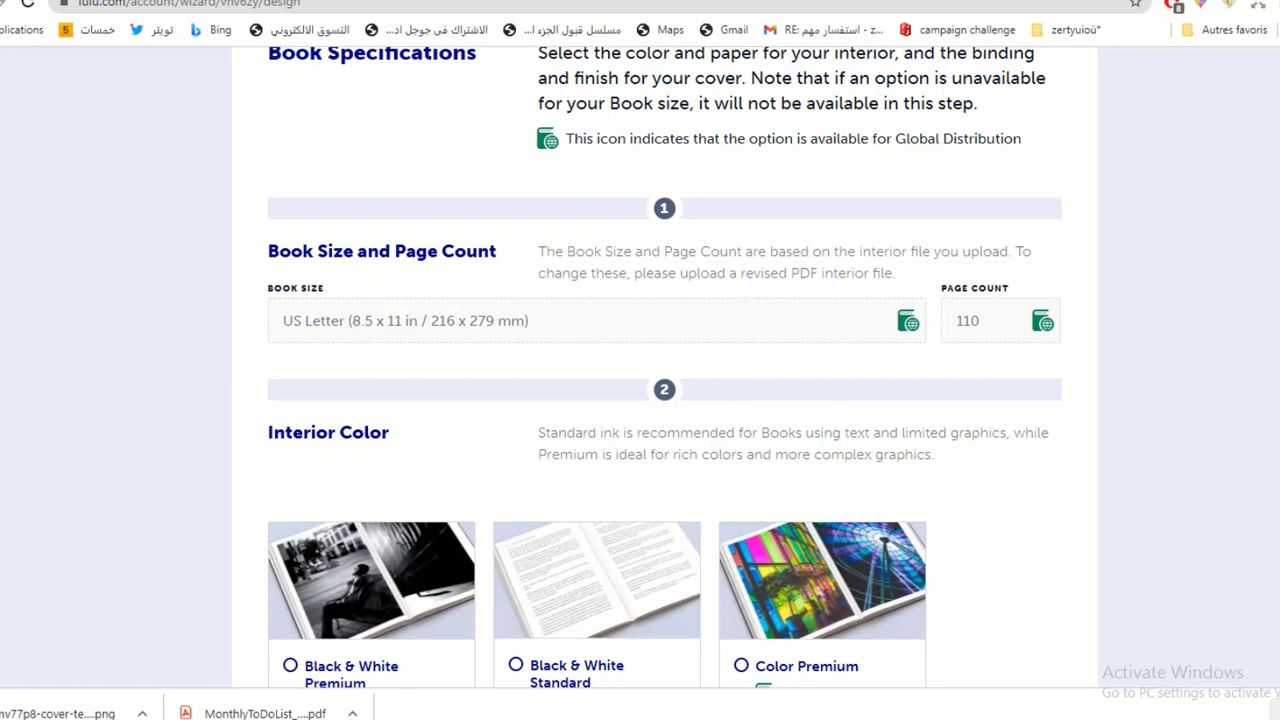 lulu.com/account/wizard/vnv6zy/design
plications
خمسات
تويتر
Bing
التسوق الالكتروني
الاشتراك في جوجل اد...
مسلسل قبول الجزء ا...
Maps
Gmail
RE: استفسار مهم - z...
campaign challenge
zertyuioù"
Autres favoris
Book Specifications
Select the color and paper for your interior, and the binding
and finish for your cover. Note that if an option is unavailable
for your Book size, it will not be available in this step.
This icon indicates that the option is available for Global Distribution
1
Book Size and Page Count
The Book Size and Page Count are based on the interior file you upload. To
change these, please upload a revised PDF interior file.
BOOK SIZE
PAGE COUNT
US Letter (8.5 x 11 in / 216 x 279 mm)
110
2
Interior Color
Standard ink is recommended for Books using text and limited graphics, while
Premium is ideal for rich colors and more complex graphics.
Black & White
Premium
Black & White
Standard
Color Premium
Activate Windows
Go to PC settings to activate W
nv77p8-cover-te....png
MonthlyToDoList_....pdf